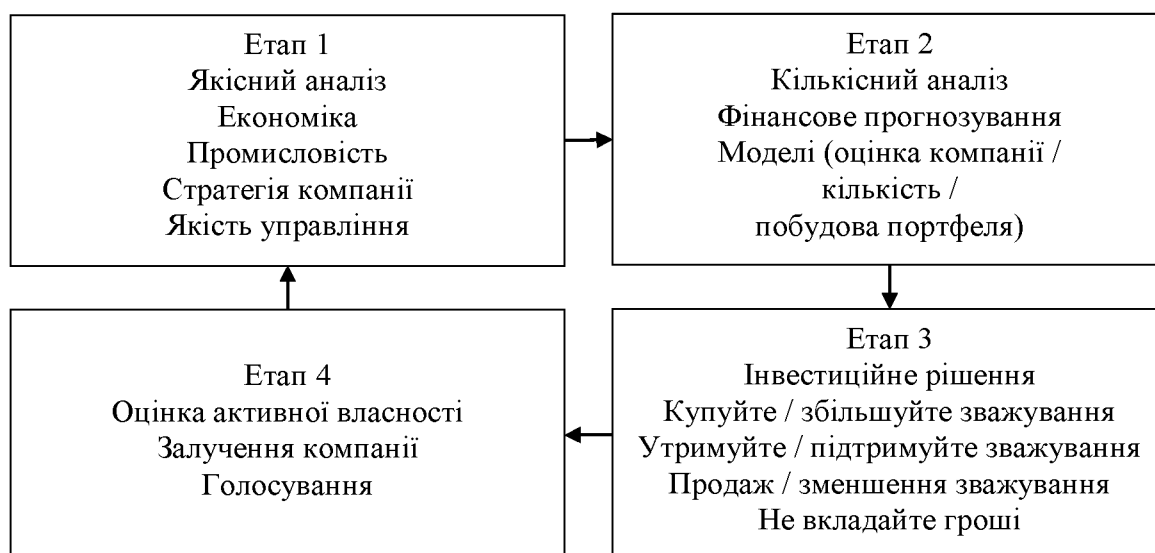 Етап 1
Якісний аналіз
Економіка
Промисловість
Стратегія компанії
Якість управління
Етап 2
Кількісний аналіз
Фінансове прогнозування
Моделі (оцінка компанії /
кількість /
побудова портфеля)
Етап 3
Інвестиційне рішення
Купуйте / збільшуйте зважування
Утримуйте / підтримуйте зважування
Продаж / зменшення зважування
Не вкладайте гроші
Етап 4
Оцінка активної власності
Залучення компанії
Голосування